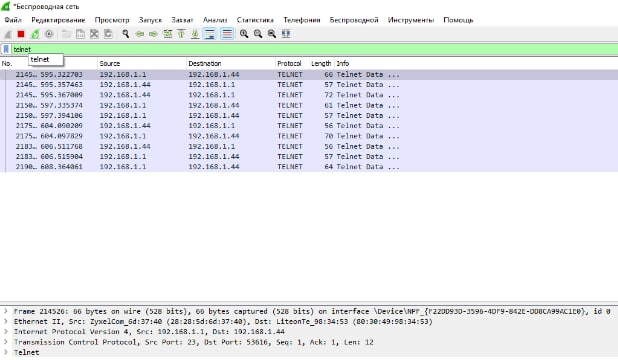 *Беспроводная сеть
Файл Редактирование Просмотр Запуск Захват Анализ Статистика Телефония Беспроводной Инструменты Помощь
telnet
telnet
No. Source Destination Protocol Length Info
2145… 595.322703 192.168.1.1 192.168.1.44 TELNET 66 Telnet Data ...
2145… 595.357463 192.168.1.44 192.168.1.1 TELNET 57 Telnet Data ...
2145… 595.367009 192.168.1.1 192.168.1.44 TELNET 72 Telnet Data ...
2150… 597.335374 192.168.1.44 192.168.1.1 TELNET 61 Telnet Data ...
2150… 597.394106 192.168.1.1 192.168.1.44 TELNET 57 Telnet Data ...
2175… 604.090209 192.168.1.44 192.168.1.1 TELNET 56 Telnet Data ...
2175… 604.097829 192.168.1.1 192.168.1.44 TELNET 70 Telnet Data ...
2183… 606.511768 192.168.1.44 192.168.1.1 TELNET 56 Telnet Data ...
2183… 606.515904 192.168.1.1 192.168.1.44 TELNET 57 Telnet Data ...
2190… 608.364061 192.168.1.44 192.168.1.1 TELNET 64 Telnet Data ...
Frame 214526: 66 bytes on wire (528 bits), 66 bytes captured (528 bits) on interface \Device\NPF_{F22DD93D-3596-4DF9-842E-DDBCA99AC1E0}, id 0
Ethernet II, Src: ZyxelCom_6d:37:40 (28:28:5d:6d:37:40), Dst: LiteonTe_98:34:53 (80:30:49:98:34:53)
Internet Protocol Version 4, Src: 192.168.1.1, Dst: 192.168.1.44
Transmission Control Protocol, Src Port: 23, Dst Port: 53616, Seq: 1, Ack: 1, Len: 12
Telnet